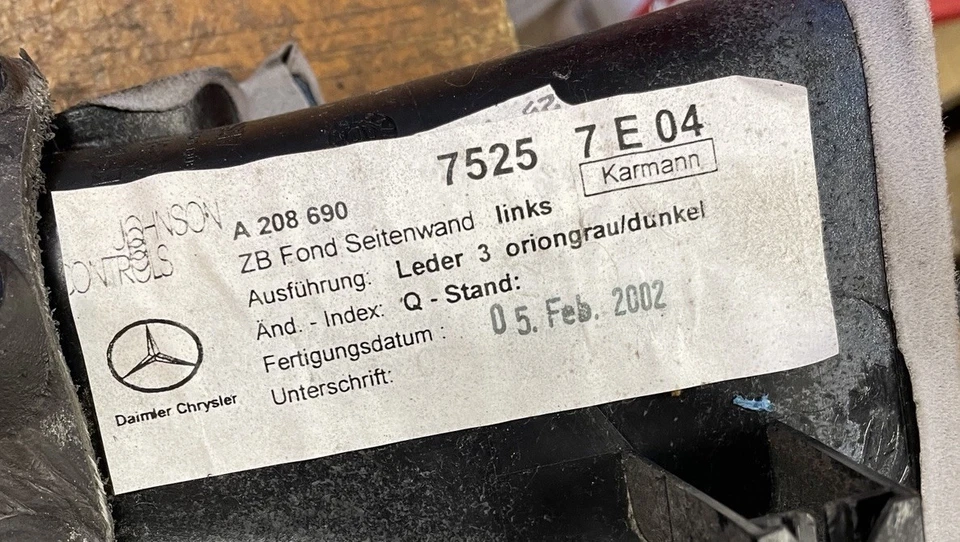 JOHNSON
CONTROLS
A 208 690 7525 7 E 04
Karmann
ZB Fond Seitenwand links
Ausführung: Leder 3 oriongrau/dunkel
Änd. - Index: Q - Stand:
Fertigungsdatum : 05. Feb. 2002
Unterschrift:
Daimler Chrysler